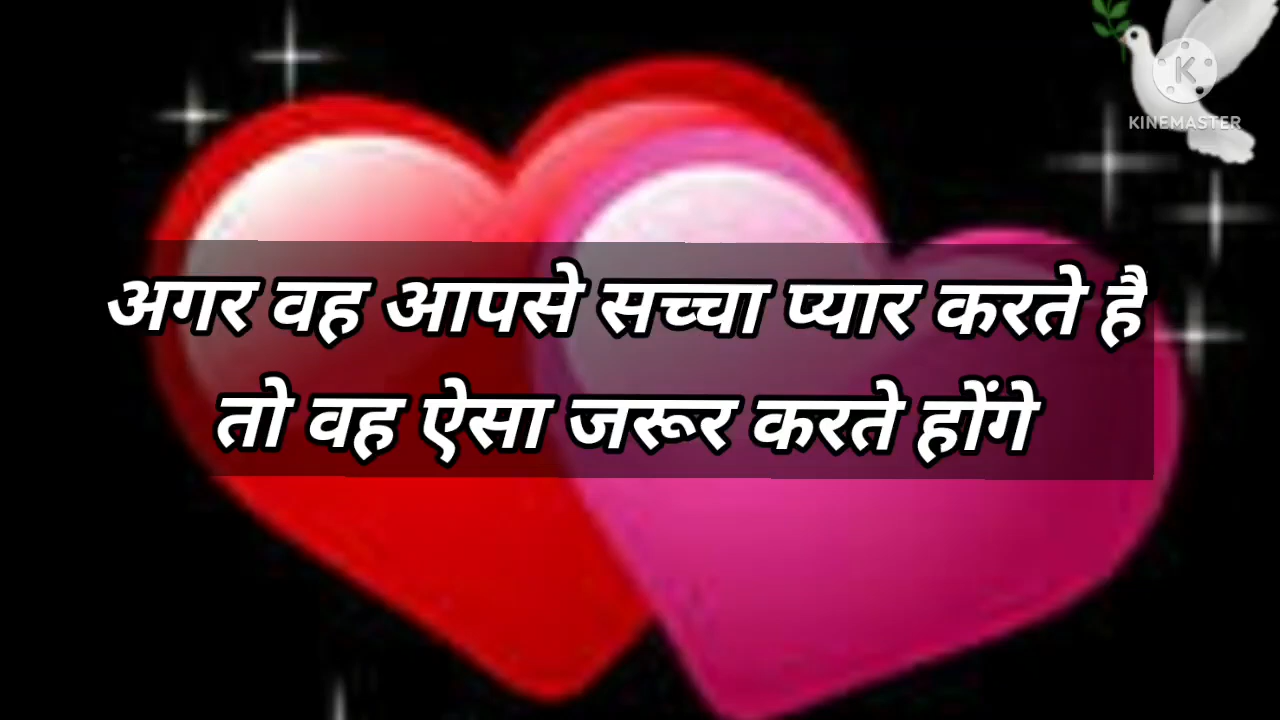 KINEMASTER
अगर वह आपसे सच्चा प्यार करते है
तो वह ऐसा जरूर करते होंगे